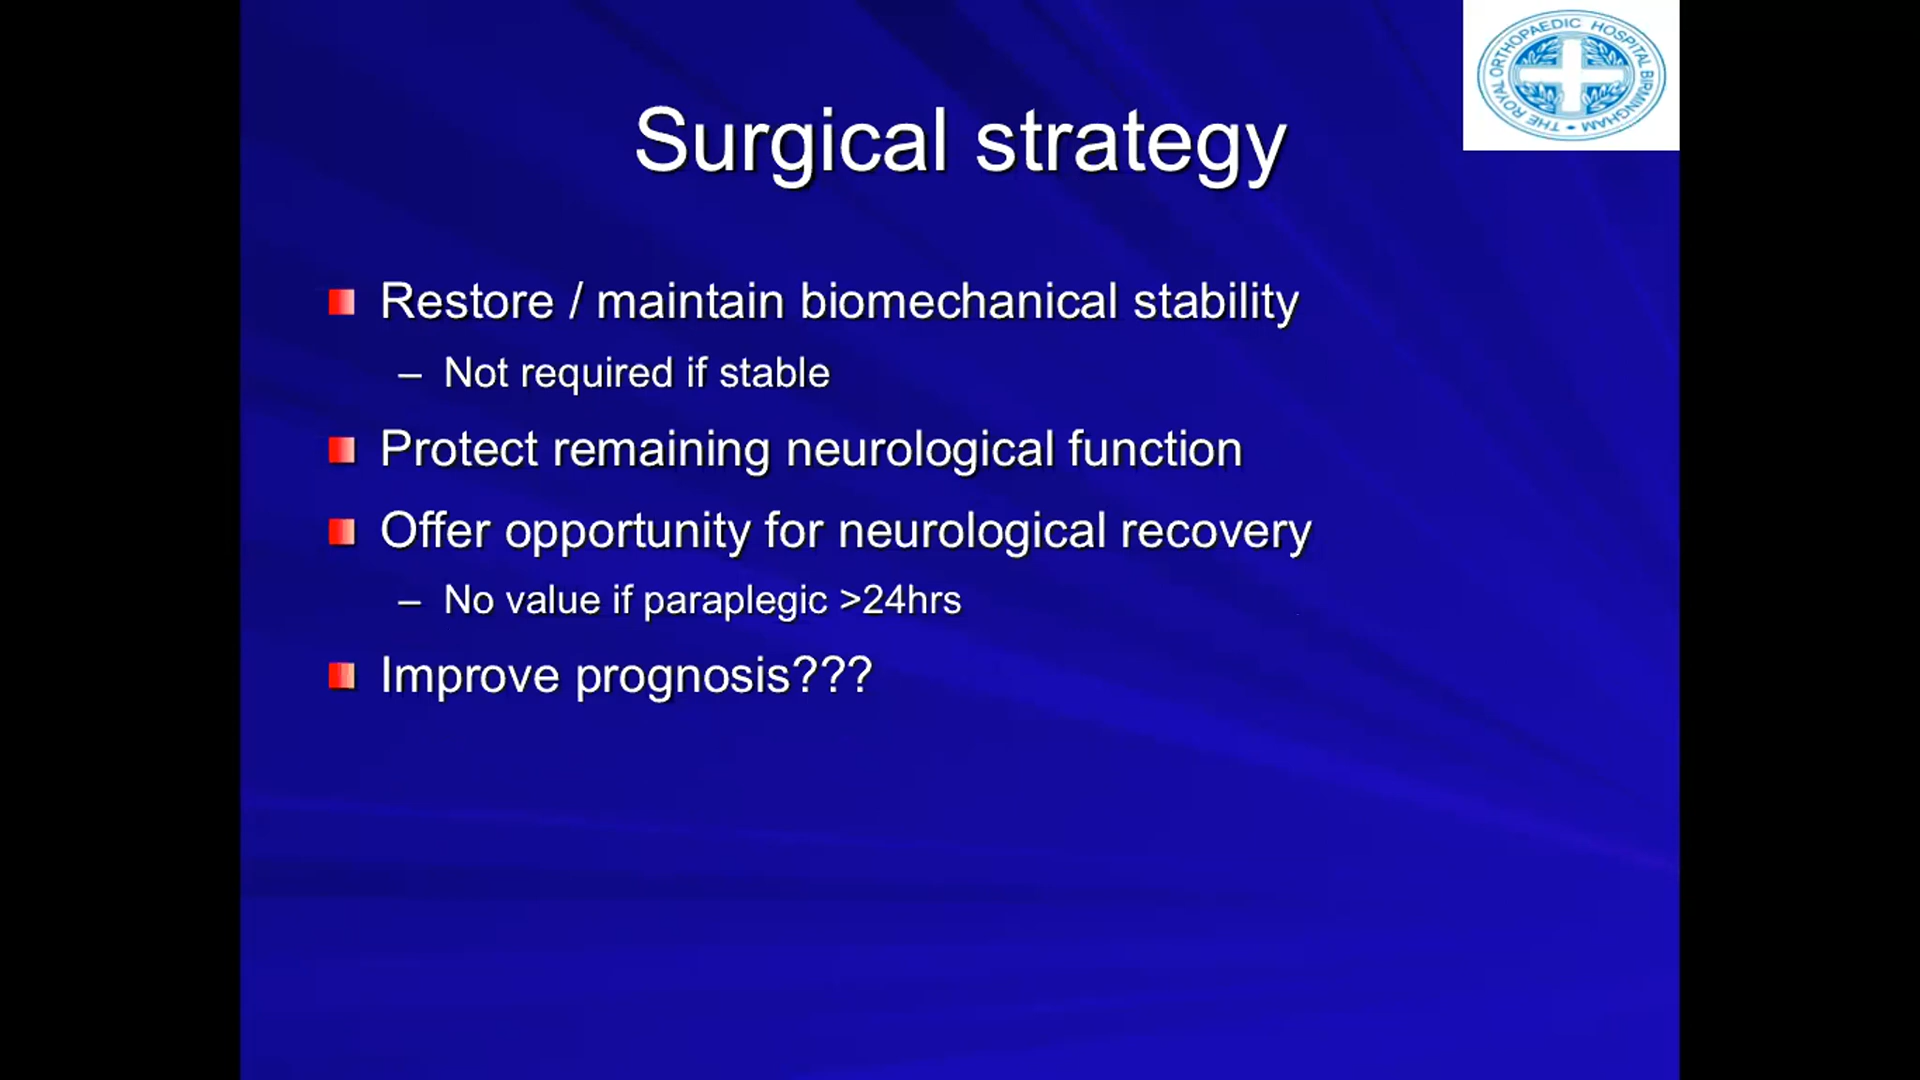 THE ROYAL ORTHOPAEDIC HOSPITAL BIRMINGHAM
Surgical strategy
Restore / maintain biomechanical stability
– Not required if stable
Protect remaining neurological function
Offer opportunity for neurological recovery
– No value if paraplegic >24hrs
Improve prognosis???